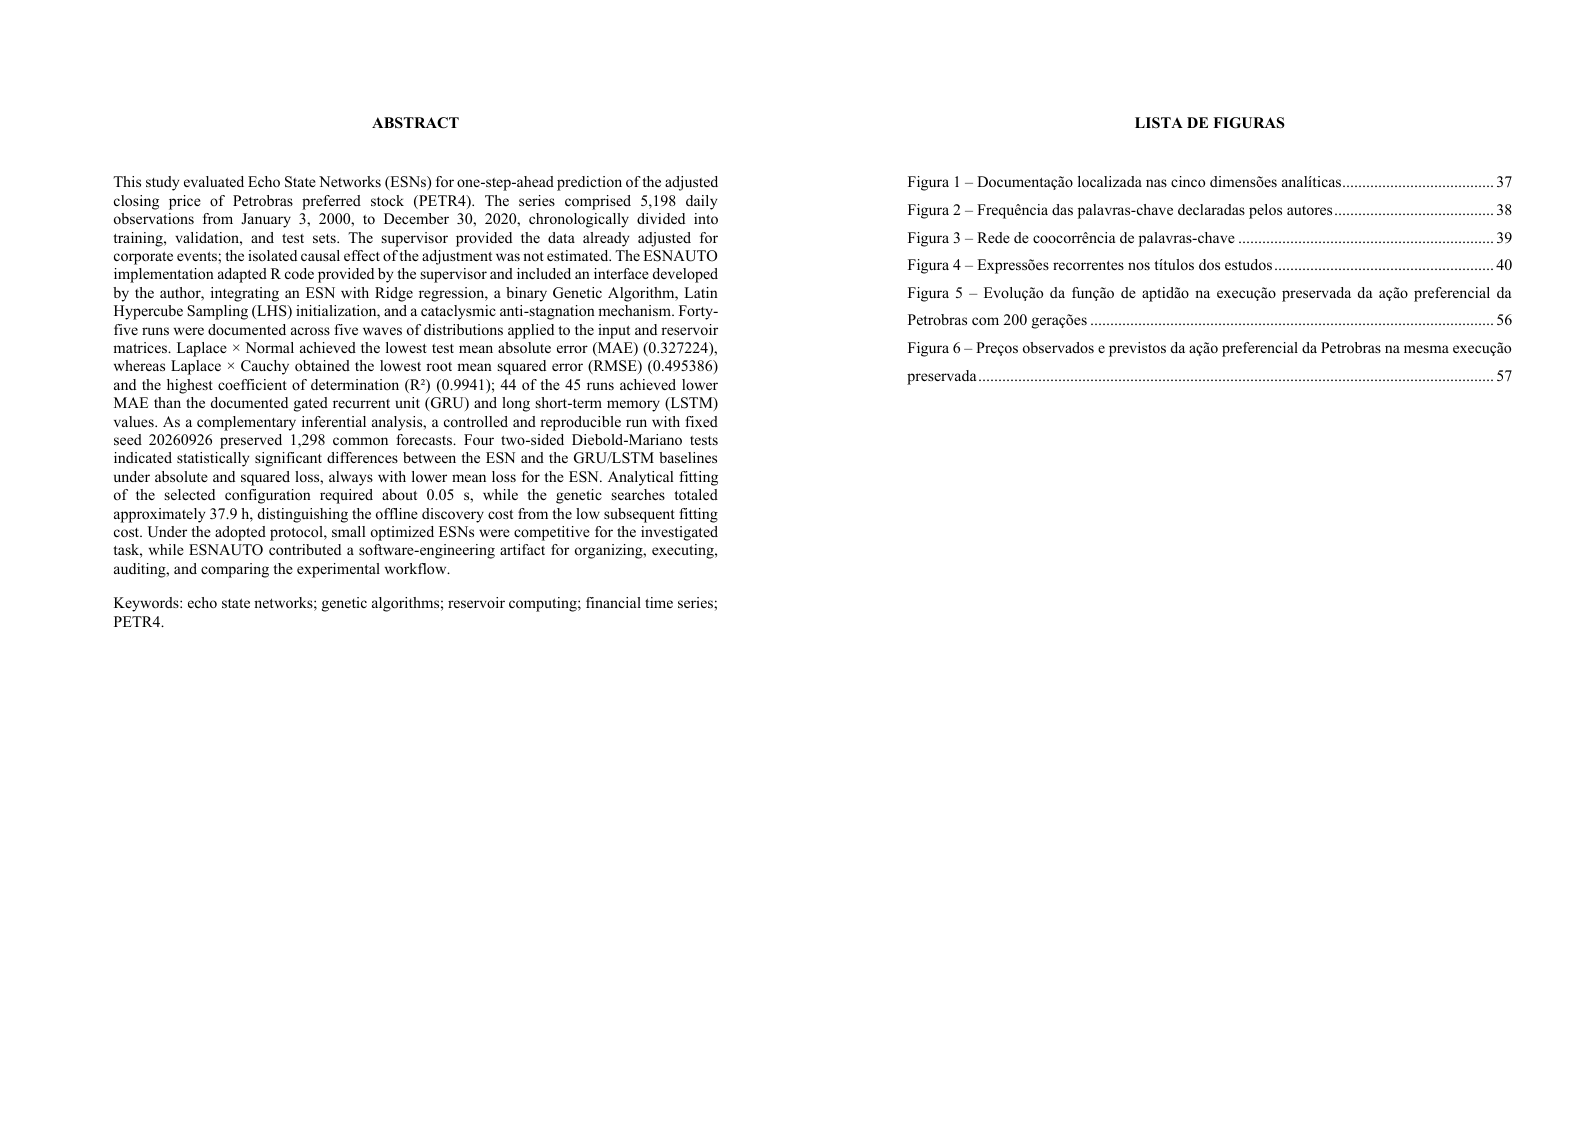 ABSTRACT
This study evaluated Echo State Networks (ESNs) for one-step-ahead prediction of the adjusted
closing price of Petrobras preferred stock (PETR4). The series comprised 5,198 daily
observations from January 3, 2000, to December 30, 2020, chronologically divided into
training, validation, and test sets. The supervisor provided the data already adjusted for
corporate events; the isolated causal effect of the adjustment was not estimated. The ESNAUTO
implementation adapted R code provided by the supervisor and included an interface developed
by the author, integrating an ESN with Ridge regression, a binary Genetic Algorithm, Latin
Hypercube Sampling (LHS) initialization, and a cataclysmic anti-stagnation mechanism. Forty-
five runs were documented across five waves of distributions applied to the input and reservoir
matrices. Laplace × Normal achieved the lowest test mean absolute error (MAE) (0.327224),
whereas Laplace × Cauchy obtained the lowest root mean squared error (RMSE) (0.495386)
and the highest coefficient of determination (R²) (0.9941); 44 of the 45 runs achieved lower
MAE than the documented gated recurrent unit (GRU) and long short-term memory (LSTM)
values. As a complementary inferential analysis, a controlled and reproducible run with fixed
seed 20260926 preserved 1,298 common forecasts. Four two-sided Diebold-Mariano tests
indicated statistically significant differences between the ESN and the GRU/LSTM baselines
under absolute and squared loss, always with lower mean loss for the ESN. Analytical fitting
of the selected configuration required about 0.05 s, while the genetic searches totaled
approximately 37.9 h, distinguishing the offline discovery cost from the low subsequent fitting
cost. Under the adopted protocol, small optimized ESNs were competitive for the investigated
task, while ESNAUTO contributed a software-engineering artifact for organizing, executing,
auditing, and comparing the experimental workflow.
Keywords: echo state networks; genetic algorithms; reservoir computing; financial time series;
PETR4.
LISTA DE FIGURAS
Figura 1 – Documentação localizada nas cinco dimensões analíticas...................................... 37
Figura 2 – Frequência das palavras-chave declaradas pelos autores........................................ 38
Figura 3 – Rede de coocorrência de palavras-chave ................................................................ 39
Figura 4 – Expressões recorrentes nos títulos dos estudos....................................................... 40
Figura 5 – Evolução da função de aptidão na execução preservada da ação preferencial da
Petrobras com 200 gerações ..................................................................................................... 56
Figura 6 – Preços observados e previstos da ação preferencial da Petrobras na mesma execução
preservada................................................................................................................................. 57